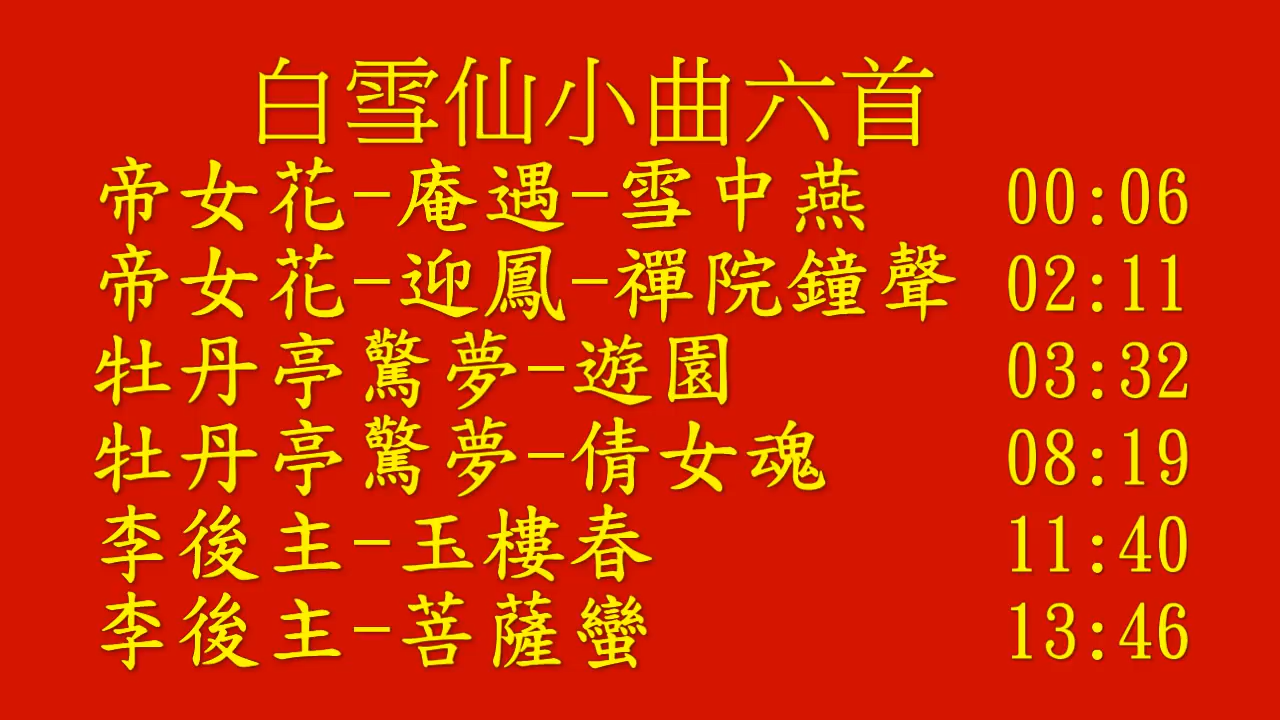 白雪仙小曲六首
帝女花-庵遇-雪中燕 00:06
帝女花-迎鳳-禪院鐘聲 02:11
牡丹亭驚夢-遊園 03:32
牡丹亭驚夢-倩女魂 08:19
李後主-玉樓春 11:40
李後主-菩薩蠻 13:46